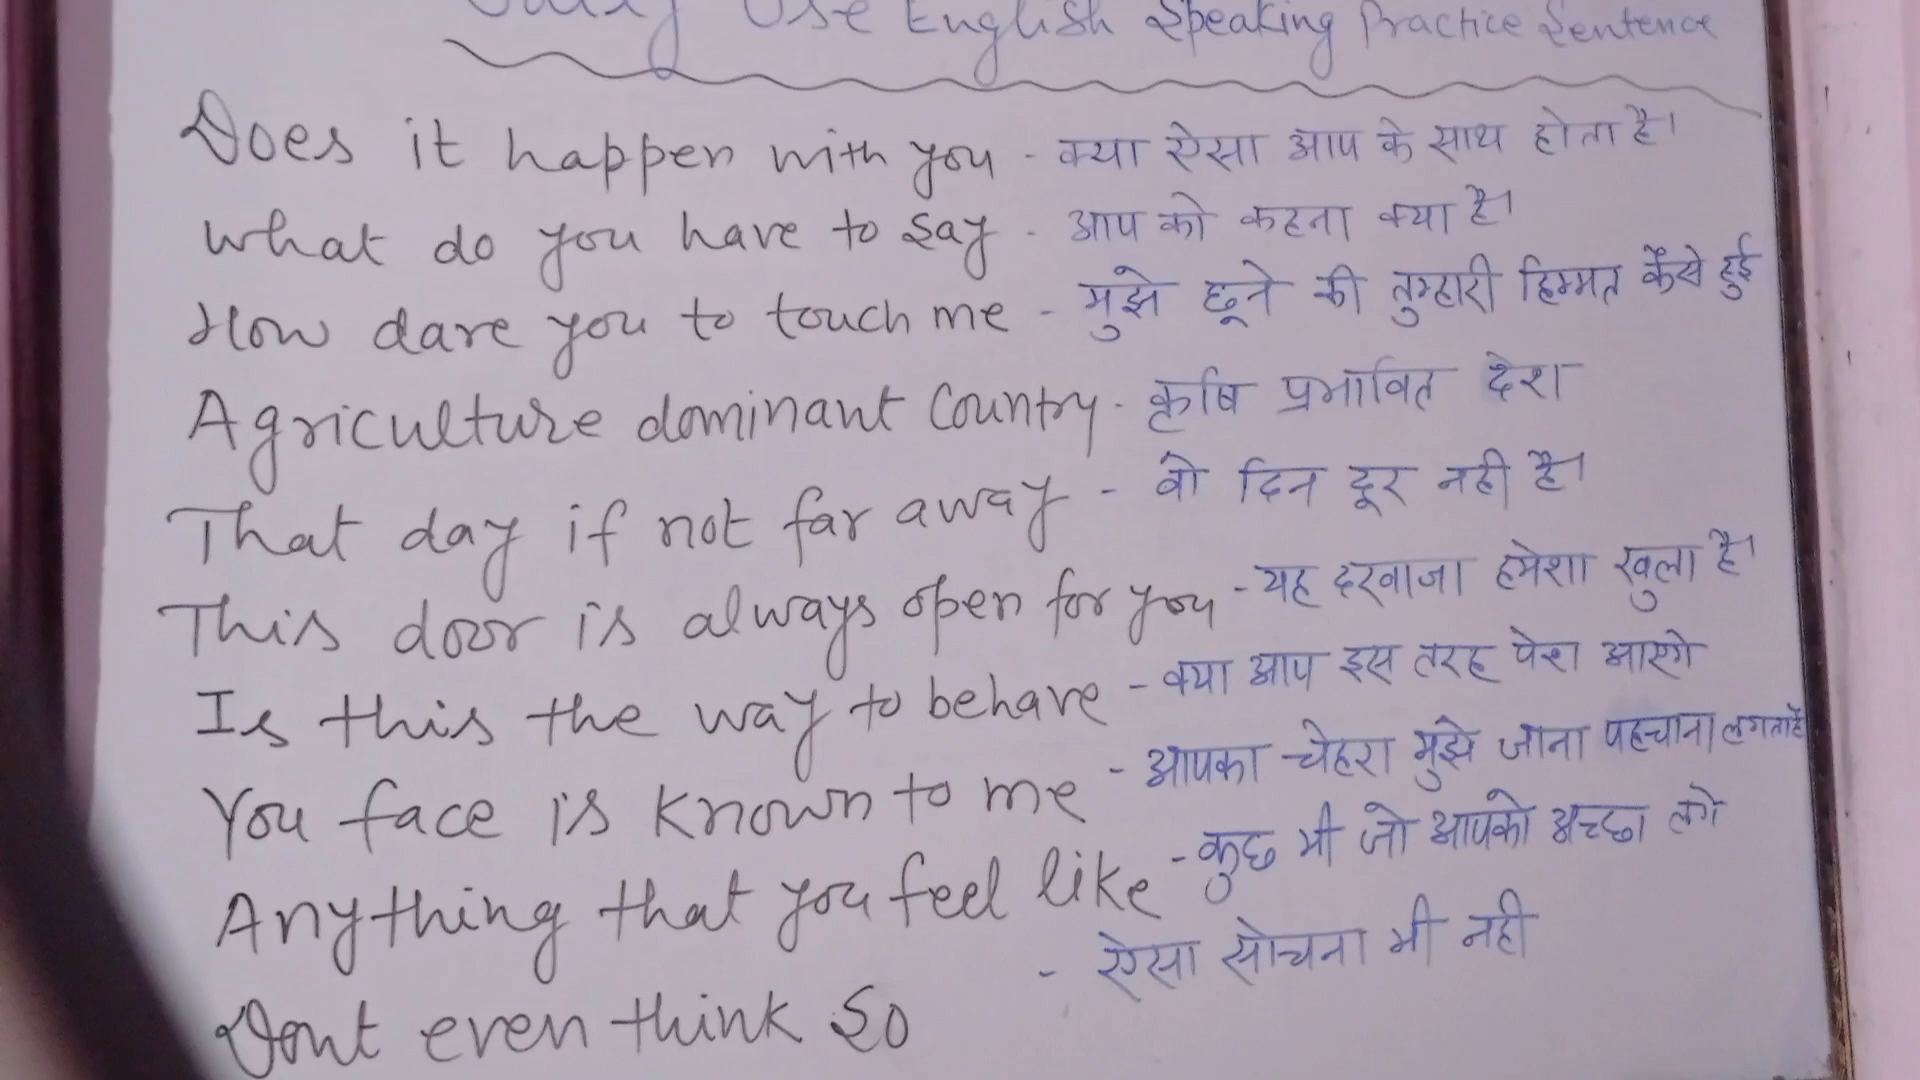 Daily Use English Speaking Practice Sentence
Does it happen with you - क्या ऐसा आप के साथ होता है।
what do you have to say - आप को कहना क्या है।
How dare you to touch me - मुझे छूने की तुम्हारी हिम्मत कैसे हुई
Agriculture dominant Country - कृषि प्रभावित देश
That day if not far away - वो दिन दूर नही है।
This door is always open for you - यह दरवाजा हमेशा खुला है।
Is this the way to behave - क्या आप इस तरह पेश आएगे
You face is known to me - आपका चेहरा मुझे जाना पहचाना लगता है
Anything that you feel like - कुछ भी जो आपको अच्छा लगे
Dont even think So - ऐसा सोचना भी नही